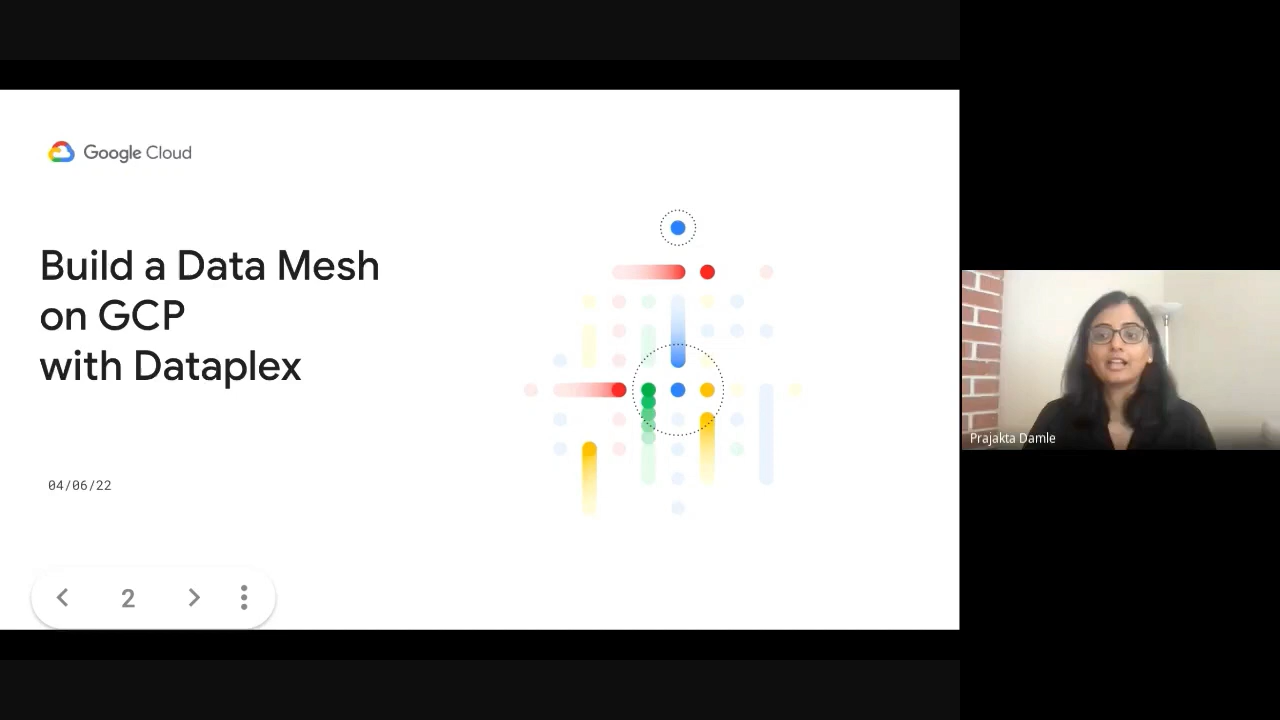 Google Cloud
Build a Data Mesh
on GCP
with Dataplex
04/06/22
2
Prajakta Damle